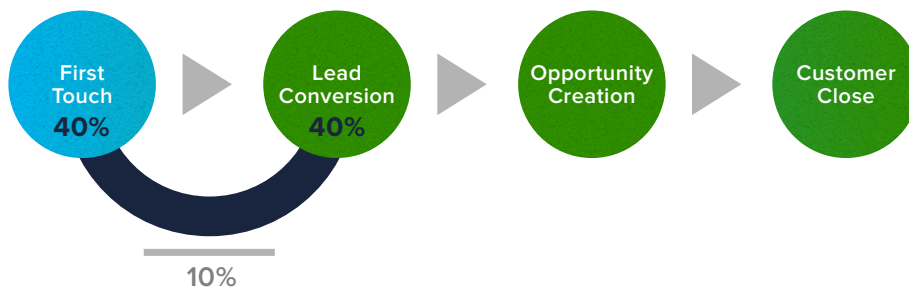 First
Touch
40%
Lead
Conversion
40%
Opportunity
Creation
Customer
Close
10%